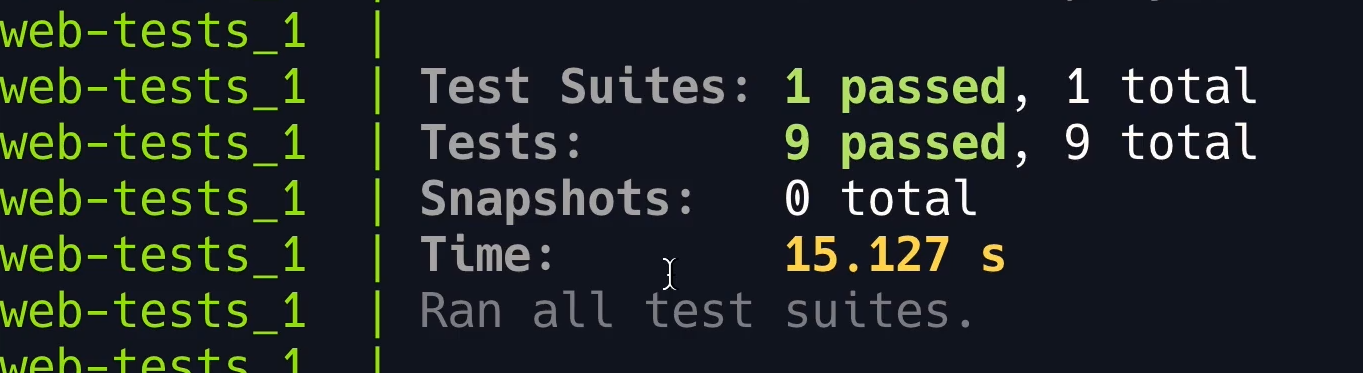 web-tests_1 |
web-tests_1 | Test Suites: 1 passed, 1 total
web-tests_1 | Tests: 9 passed, 9 total
web-tests_1 | Snapshots: 0 total
web-tests_1 | Time: 15.127 s
web-tests_1 | Ran all test suites.
web-tests_1 |